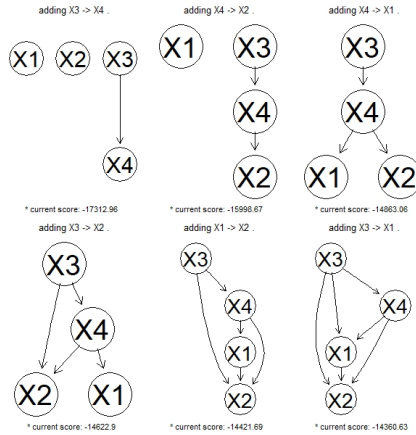 adding X3 -> X4 .
X1 X2 X3
X4
* current score: -17312.96
adding X4 -> X2 .
X1 X3
X4
X2
* current score: -15998.67
adding X4 -> X1 .
X3
X4
X1 X2
* current score: -14863.06
adding X3 -> X2 .
X3
X4
X2 X1
* current score: -14622.9
adding X1 -> X2 .
X3
X4
X1
X2
* current score: -14421.69
adding X3 -> X1 .
X3
X4
X1
X2
* current score: -14360.63